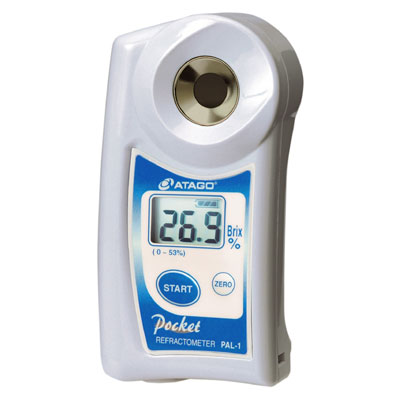 ATAGO
26.9
Brix
%
( 0 – 53% )
START
ZERO
Pocket
REFRACTOMETER PAL-1